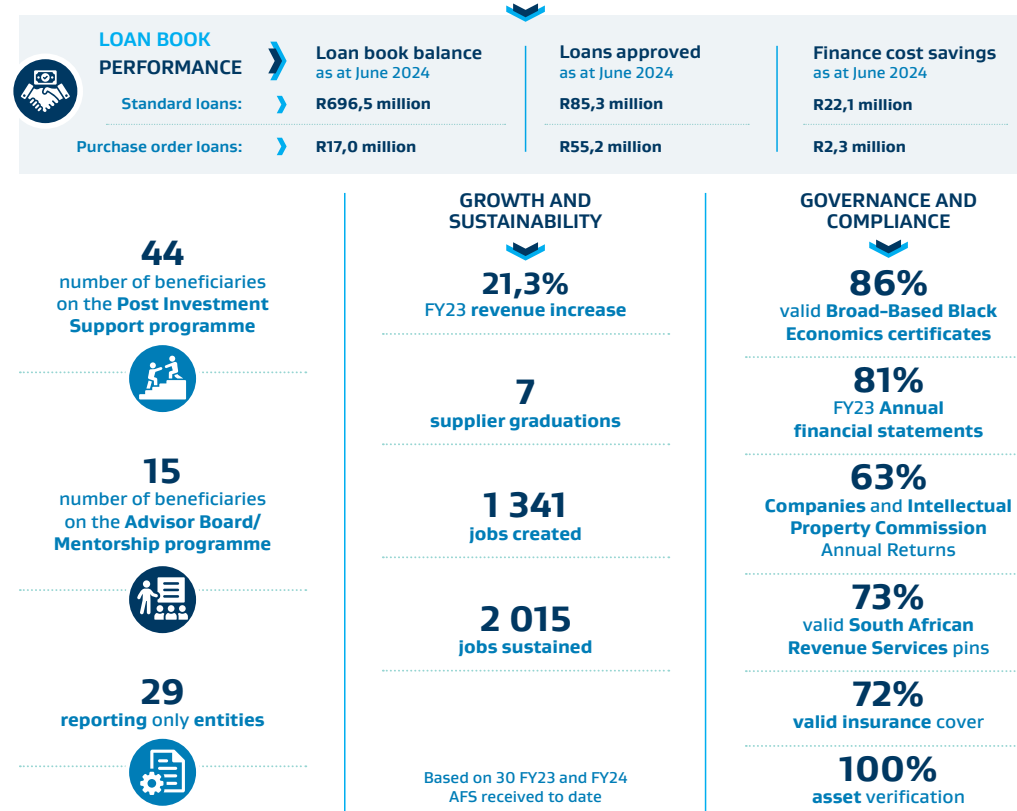 LOAN BOOK
PERFORMANCE
Loan book balance
as at June 2024
Loans approved
as at June 2024
Finance cost savings
as at June 2024
Standard loans:
R696,5 million
R85,3 million
R22,1 million
Purchase order loans:
R17,0 million
R55,2 million
R2,3 million
44
number of beneficiaries
on the Post Investment
Support programme
15
number of beneficiaries
on the Advisor Board/
Mentorship programme
29
reporting only entities
GROWTH AND
SUSTAINABILITY
21,3%
FY23 revenue increase
7
supplier graduations
1 341
jobs created
2 015
jobs sustained
Based on 30 FY23 and FY24
AFS received to date
GOVERNANCE AND
COMPLIANCE
86%
valid Broad-Based Black
Economics certificates
81%
FY23 Annual
financial statements
63%
Companies and Intellectual
Property Commission
Annual Returns
73%
valid South African
Revenue Services pins
72%
valid insurance cover
100%
asset verification